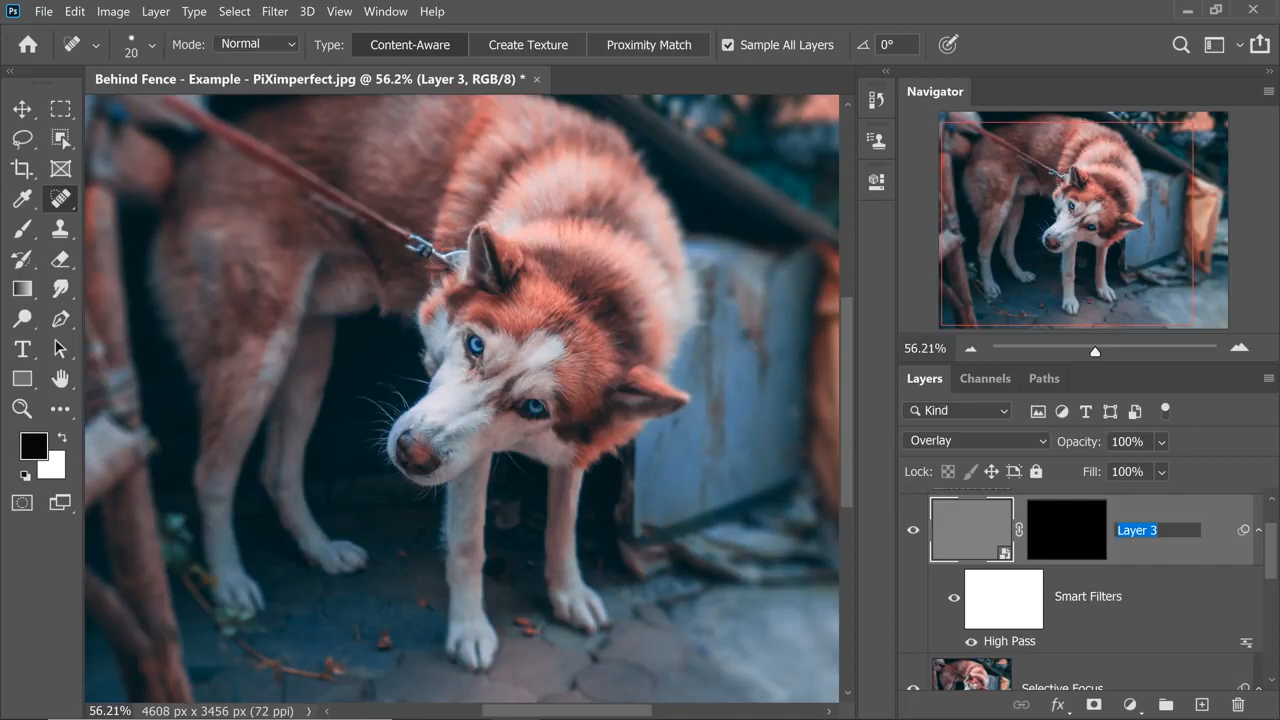 Ps File Edit Image Layer Type Select Filter 3D View Window Help
20 Mode: Normal Type: Content-Aware Create Texture Proximity Match Sample All Layers 0°
Behind Fence - Example - PiXimperfect.jpg @ 56.2% (Layer 3, RGB/8) *
Navigator
56.21%
Layers Channels Paths
Kind
Overlay Opacity: 100%
Lock: Fill: 100%
Layer 3
Smart Filters
High Pass
Selective Focus
fx
56.21% 4608 px x 3456 px (72 ppi)